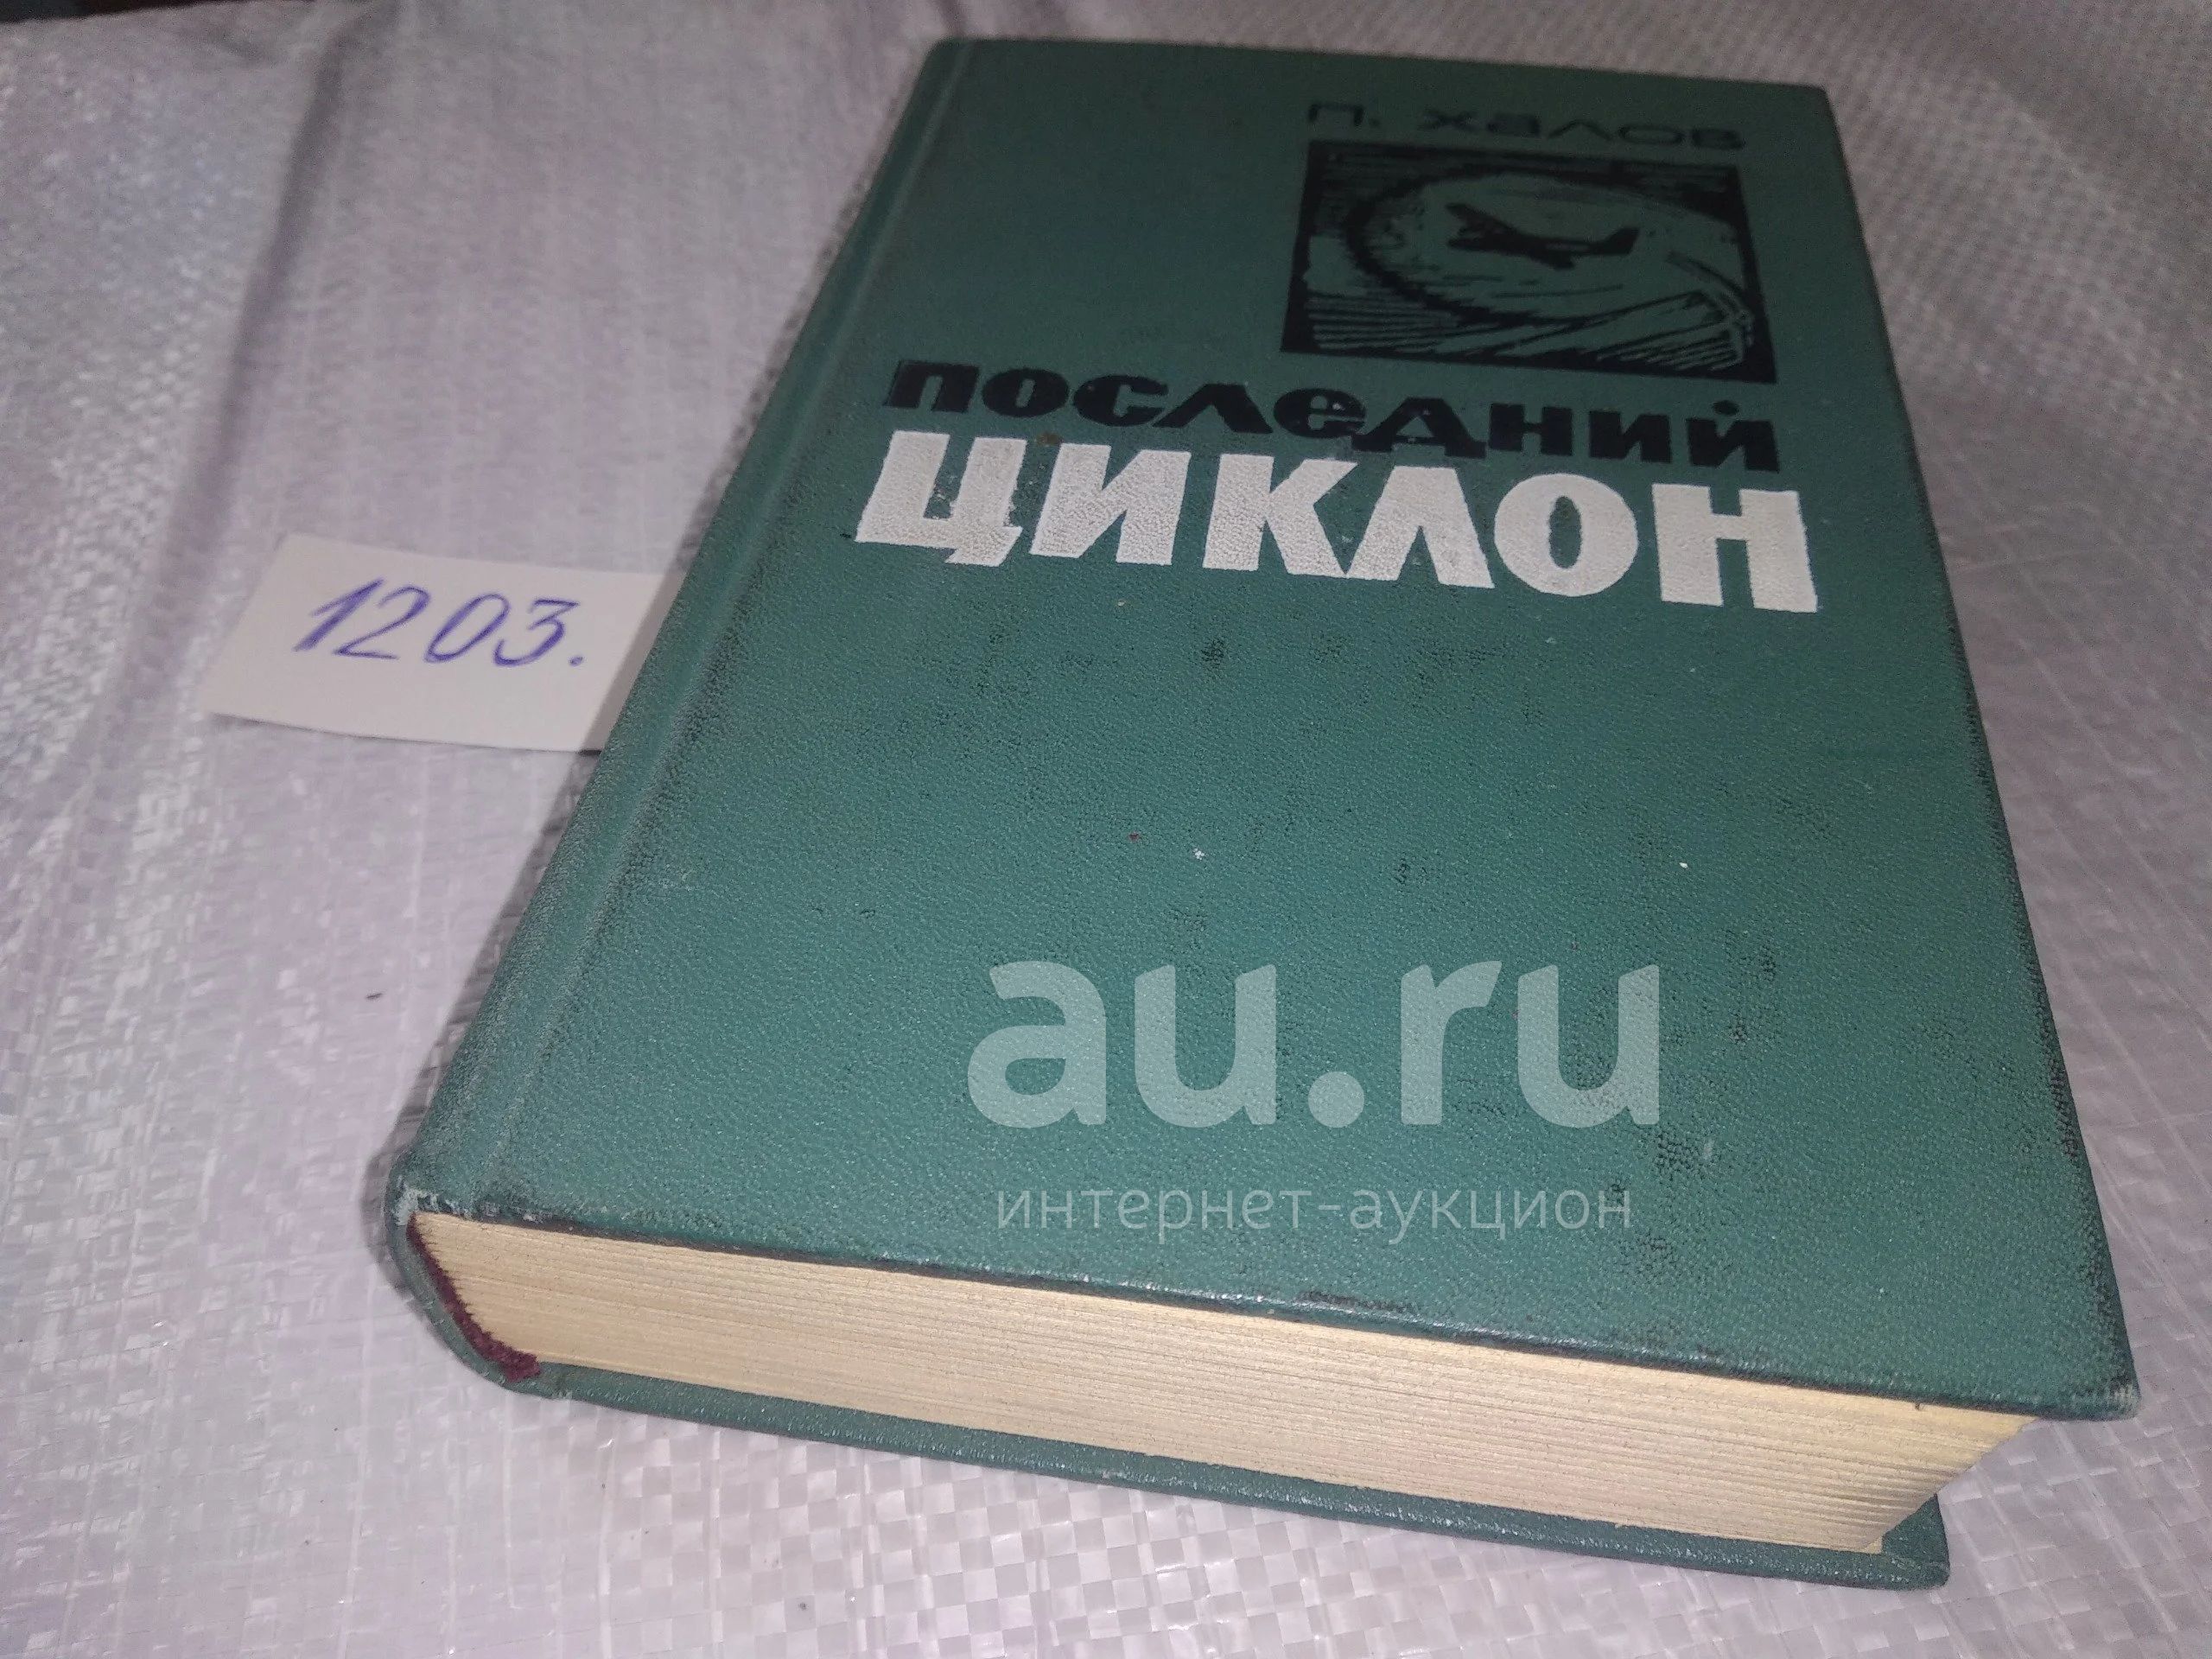 П. Халов
последний
циклон
1203.
au.ru
интернет-аукцион